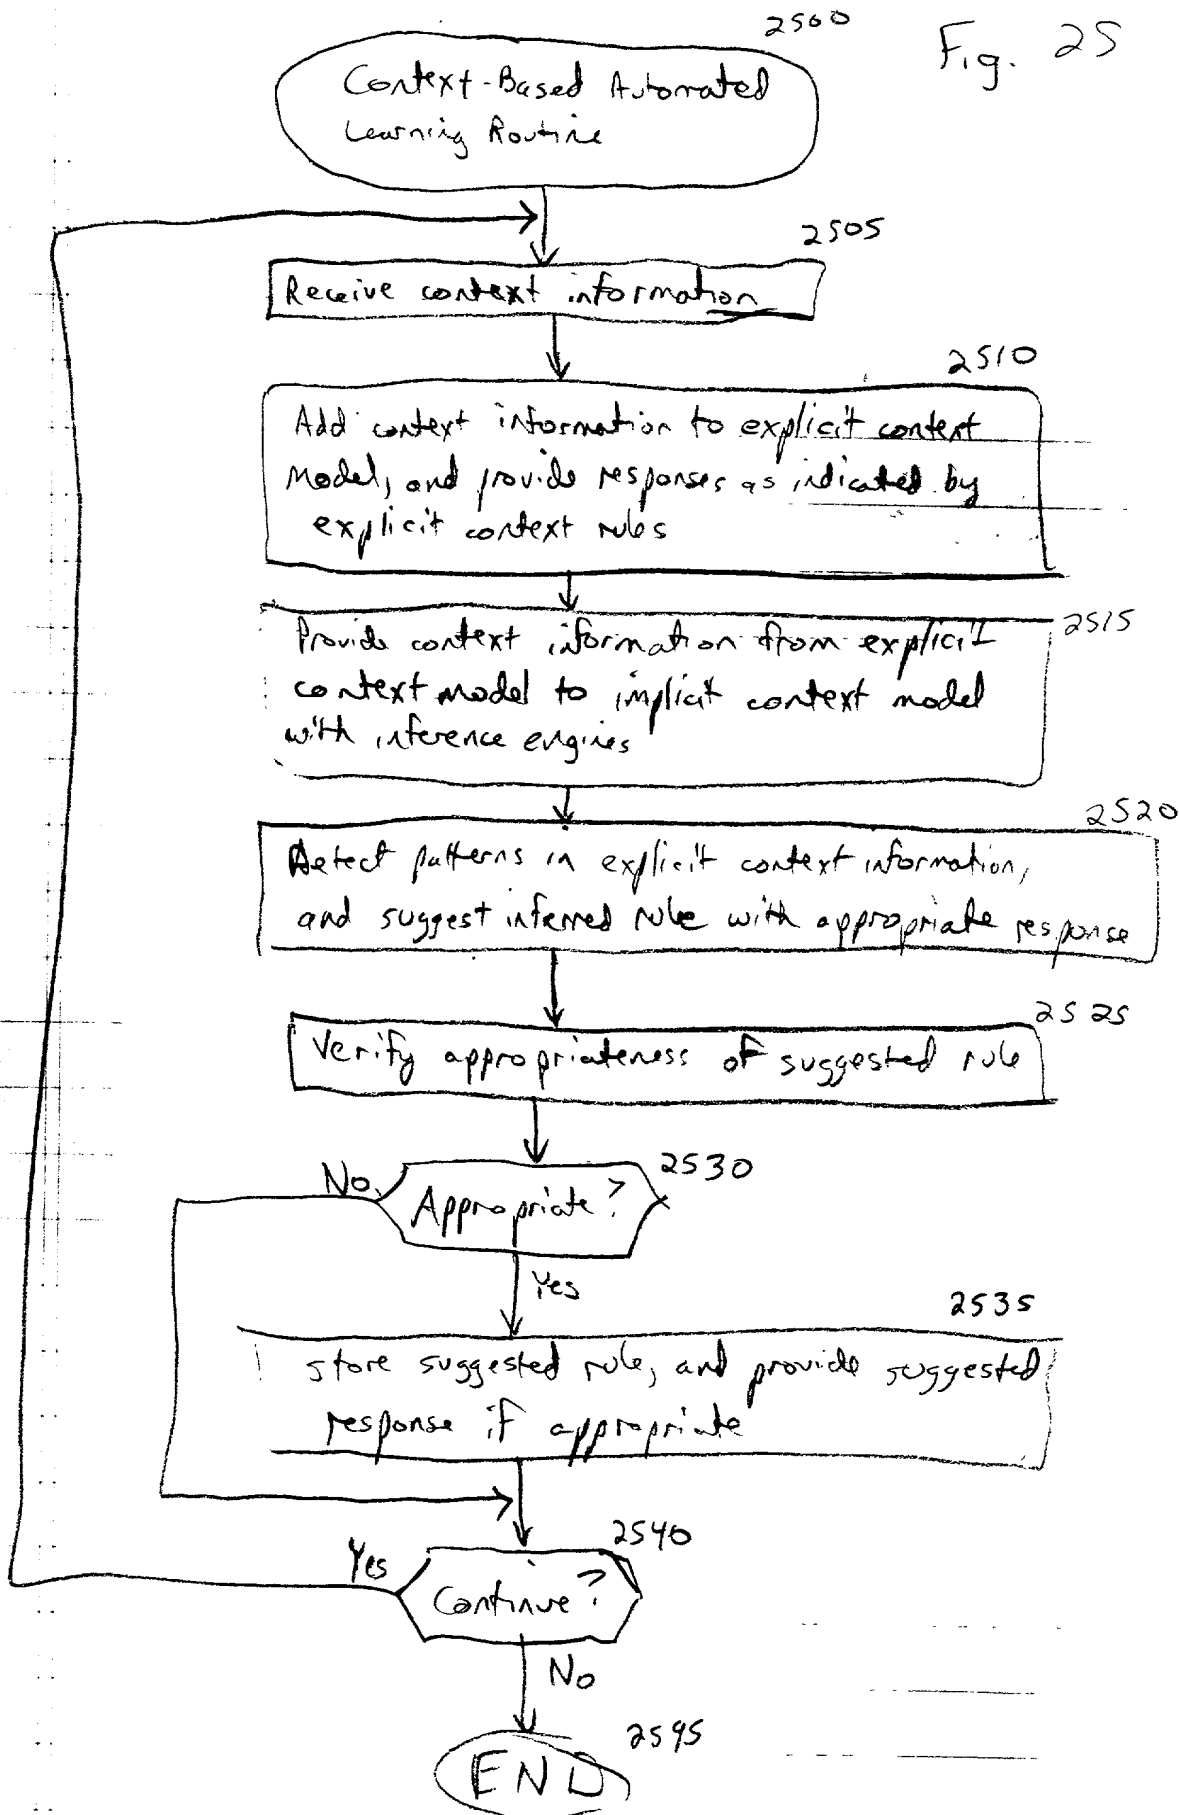 2500
Fig. 25
Context-Based Automated
Learning Routine
2505
Receive context information
2510
Add context information to explicit context
model, and provide responses as indicated by
explicit context rules
2515
Provide context information from explicit
context model to implicit context model
with inference engines
2520
Detect patterns in explicit context information,
and suggest inferred rule with appropriate response
2525
Verify appropriateness of suggested rule
No
2530
Appropriate?
Yes
2535
store suggested rule, and provide suggested
response if appropriate
2540
Yes
Continue?
No
2595
END